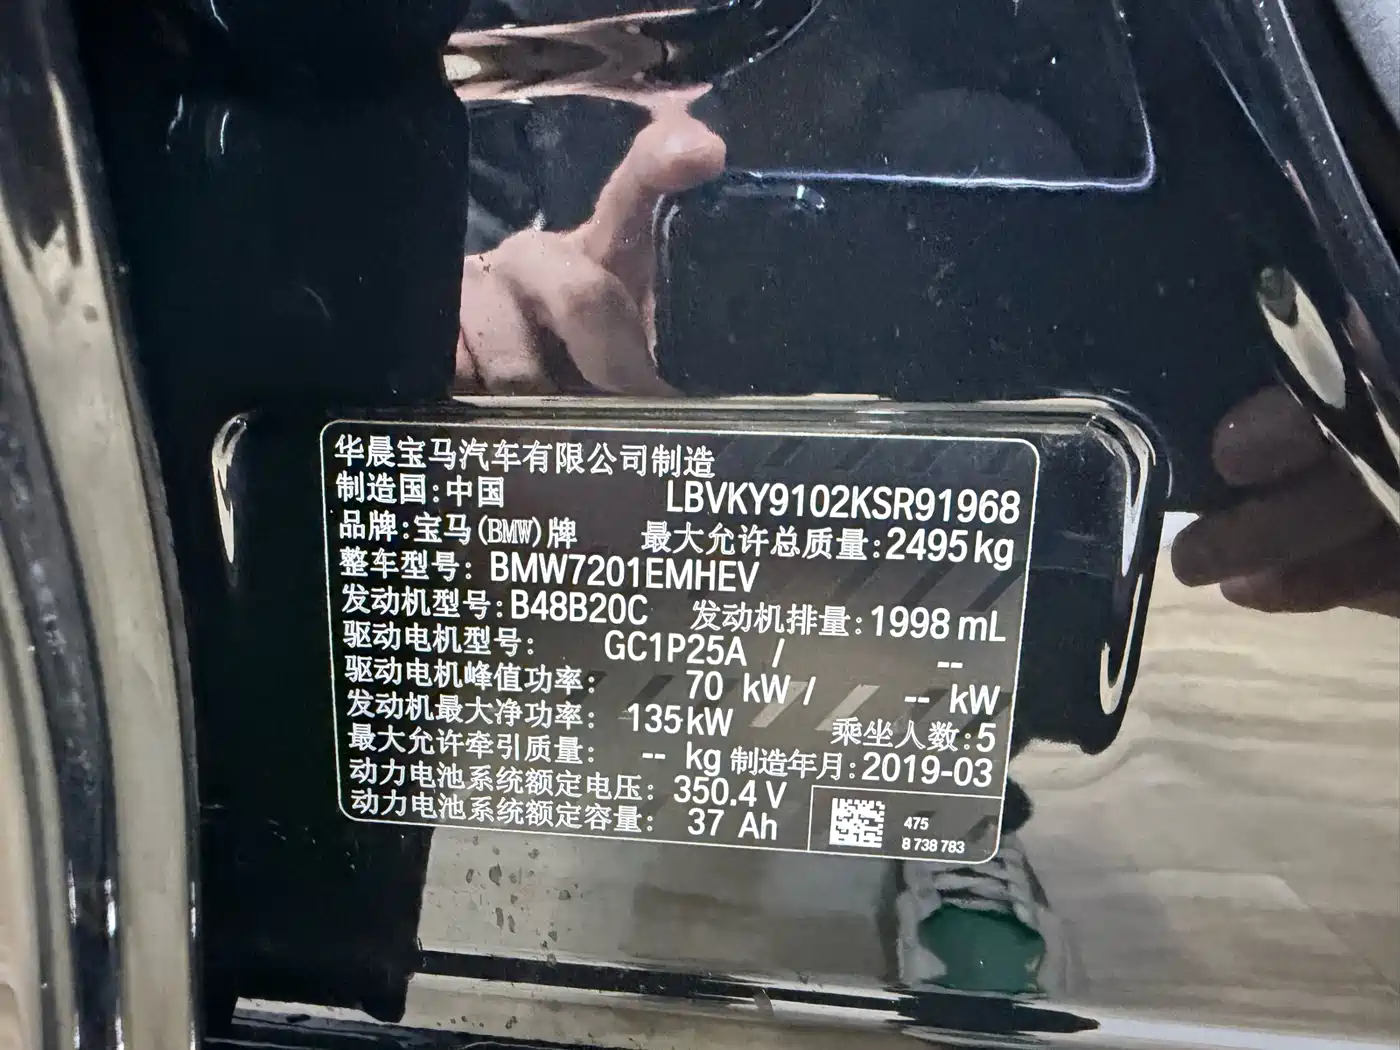 华晨宝马汽车有限公司制造
制造国:中国 LBVKY9102KSR91968
品牌:宝马(BMW)牌 最大允许总质量:2495kg
整车型号: BMW7201EMHEV
发动机型号:B48B20C 发动机排量:1998 mL
驱动电机型号: GC1P25A / --
驱动电机峰值功率: 70 kW / -- kW
发动机最大净功率: 135kW 乘坐人数:5
最大允许牵引质量: -- kg 制造年月:2019-03
动力电池系统额定电压: 350.4 V
动力电池系统额定容量: 37 Ah
475
8 738 783